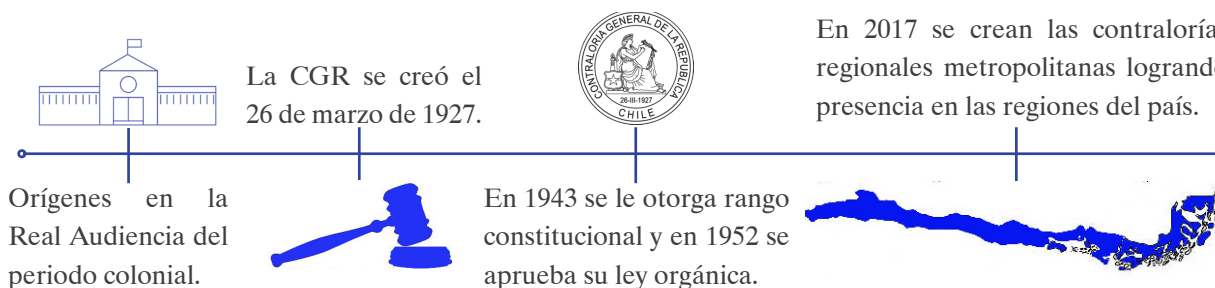 Orígenes en la
Real Audiencia del
periodo colonial.
La CGR se creó el
26 de marzo de 1927.
CONTRALORIA GENERAL DE LA REPUBLICA
26-III-1927
CHILE
En 1943 se le otorga rango
constitucional y en 1952 se
aprueba su ley orgánica.
En 2017 se crean las contraloría
regionales metropolitanas logrand
presencia en las regiones del país.